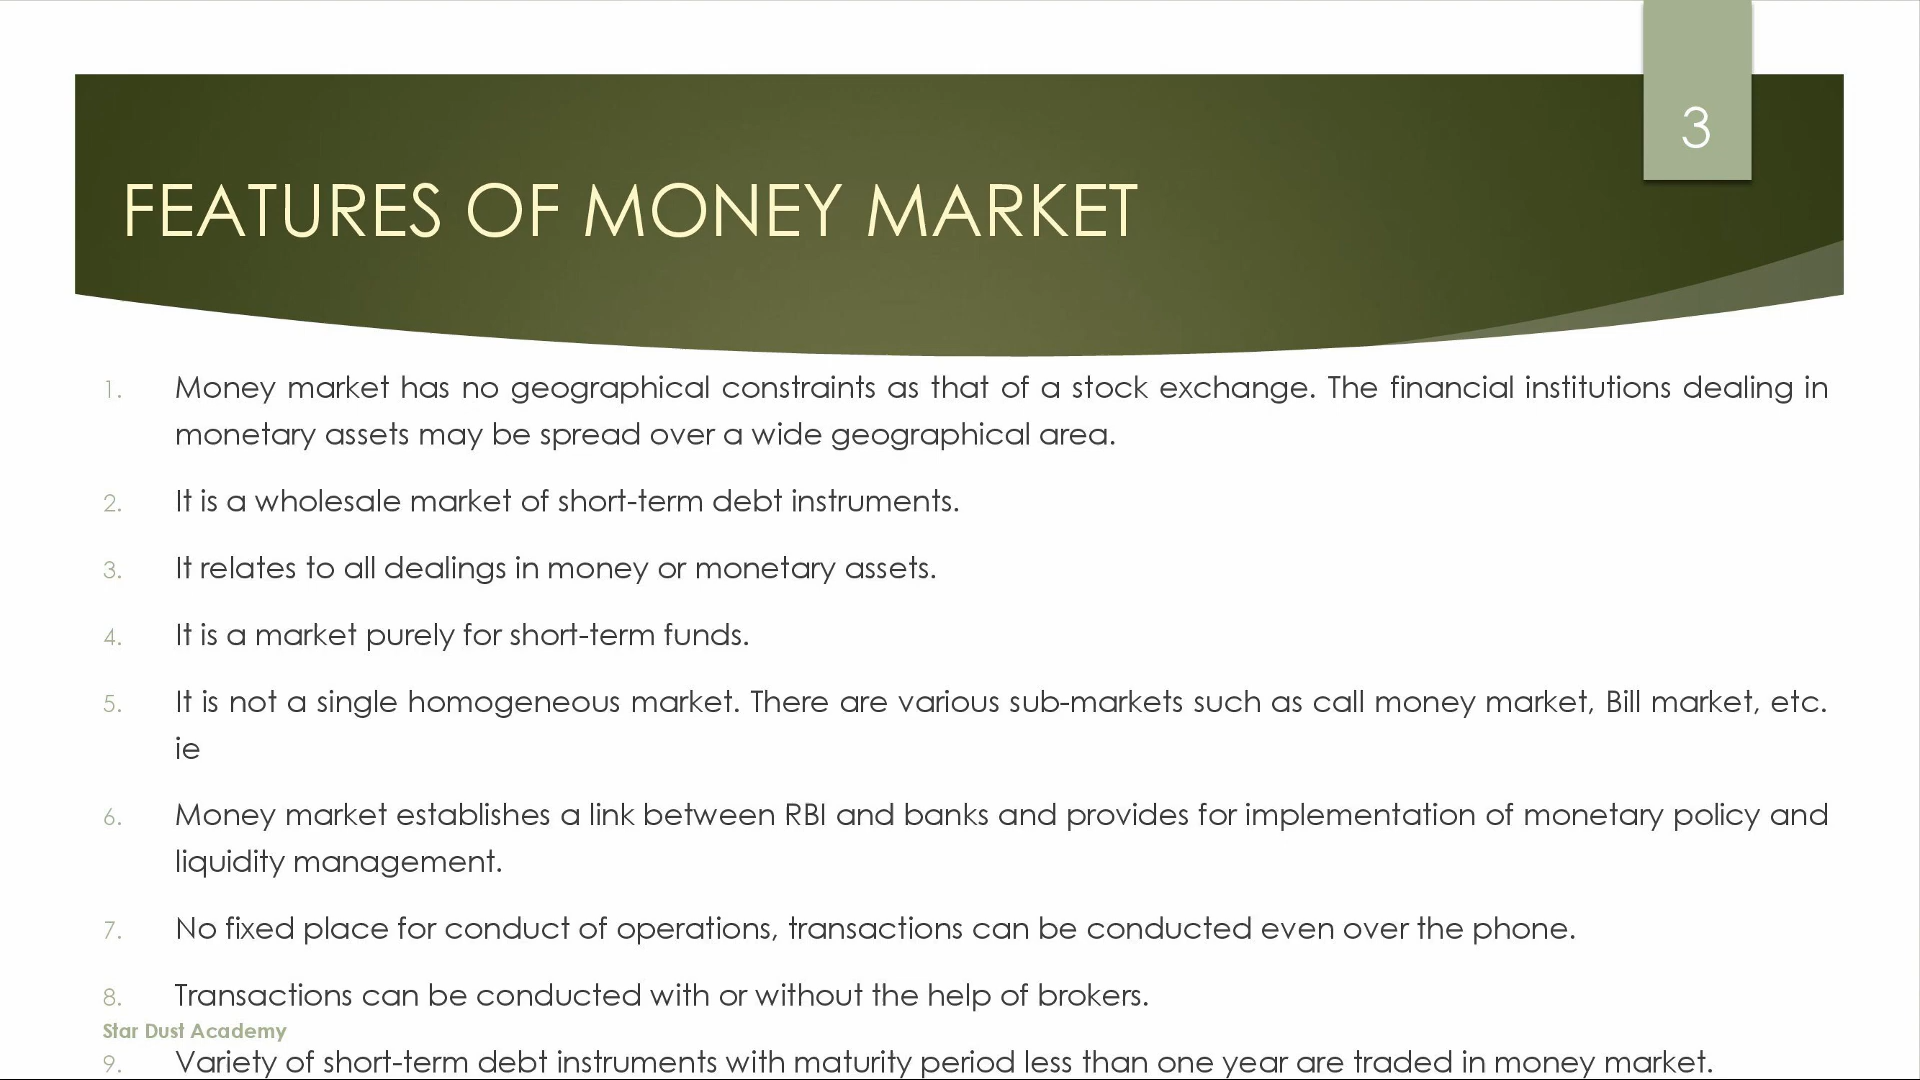 3
FEATURES OF MONEY MARKET
1. Money market has no geographical constraints as that of a stock exchange. The financial institutions dealing in
monetary assets may be spread over a wide geographical area.
2. It is a wholesale market of short-term debt instruments.
3. It relates to all dealings in money or monetary assets.
4. It is a market purely for short-term funds.
5. It is not a single homogeneous market. There are various sub-markets such as call money market, Bill market, etc.
ie
6. Money market establishes a link between RBI and banks and provides for implementation of monetary policy and
liquidity management.
7. No fixed place for conduct of operations, transactions can be conducted even over the phone.
8. Transactions can be conducted with or without the help of brokers.
Star Dust Academy
9. Variety of short-term debt instruments with maturity period less than one year are traded in money market.